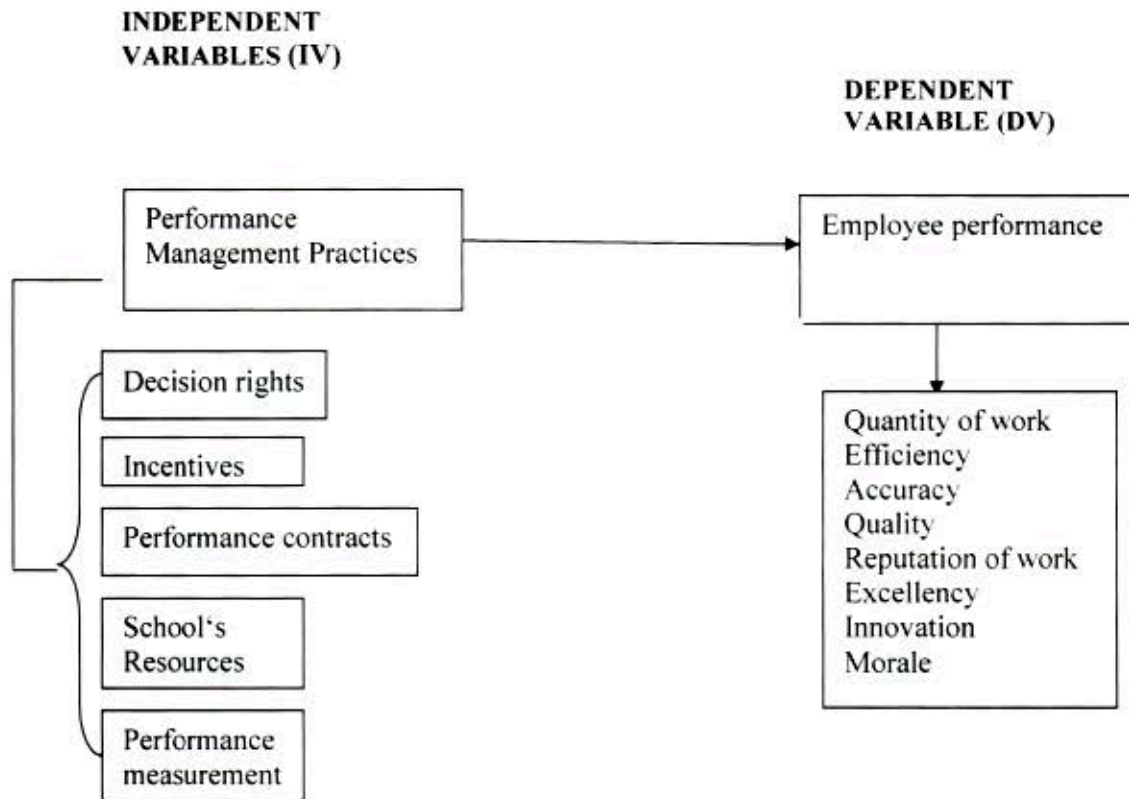 INDEPENDENT
VARIABLES (IV)
DEPENDENT
VARIABLE (DV)
Performance
Management Practices
Employee performance
Decision rights
Incentives
Performance contracts
School‘s
Resources
Performance
measurement
Quantity of work
Efficiency
Accuracy
Quality
Reputation of work
Excellency
Innovation
Morale